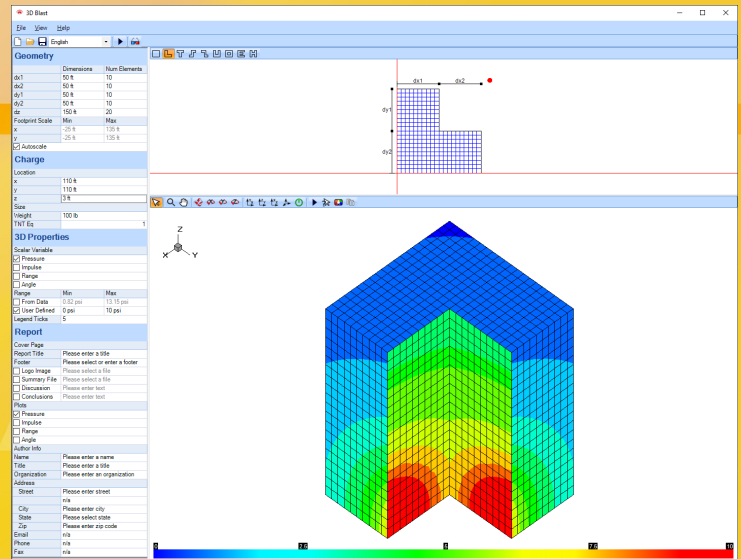 3D Blast
File View Help
English
Geometry
Dimensions Num Elements
dx1 50 ft 10
dx2 50 ft 10
dy1 50 ft 10
dy2 50 ft 10
dz 150 ft 20
Footprint Scale Min Max
x -25 ft 135 ft
y -25 ft 135 ft
Autoscale
Charge
Location
x 110 ft
y 110 ft
z 3 ft
Size
Weight 100 lb
TNT Eq 1
3D Properties
Scalar Variable
Pressure
Impulse
Range
Angle
Range Min Max
From Data 0.82 psi 13.15 psi
User Defined 0 psi 10 psi
Legend Ticks 5
Report
Cover Page
Report Title Please enter a title
Footer Please select or enter a footer
Logo Image Please select a file
Summary File Please select a file
Discussion Please enter text
Conclusions Please enter text
Plots
Pressure
Impulse
Range
Angle
Author Info
Name Please enter a name
Title Please enter a title
Organization Please enter an organization
Address
Street Please enter street
n/a
City Please enter city
State Please select state
Zip Please enter zip code
Email n/a
Phone n/a
Fax n/a
dx1 dx2
dy1
dy2
Z
X Y
0 2.5 5 7.5 10